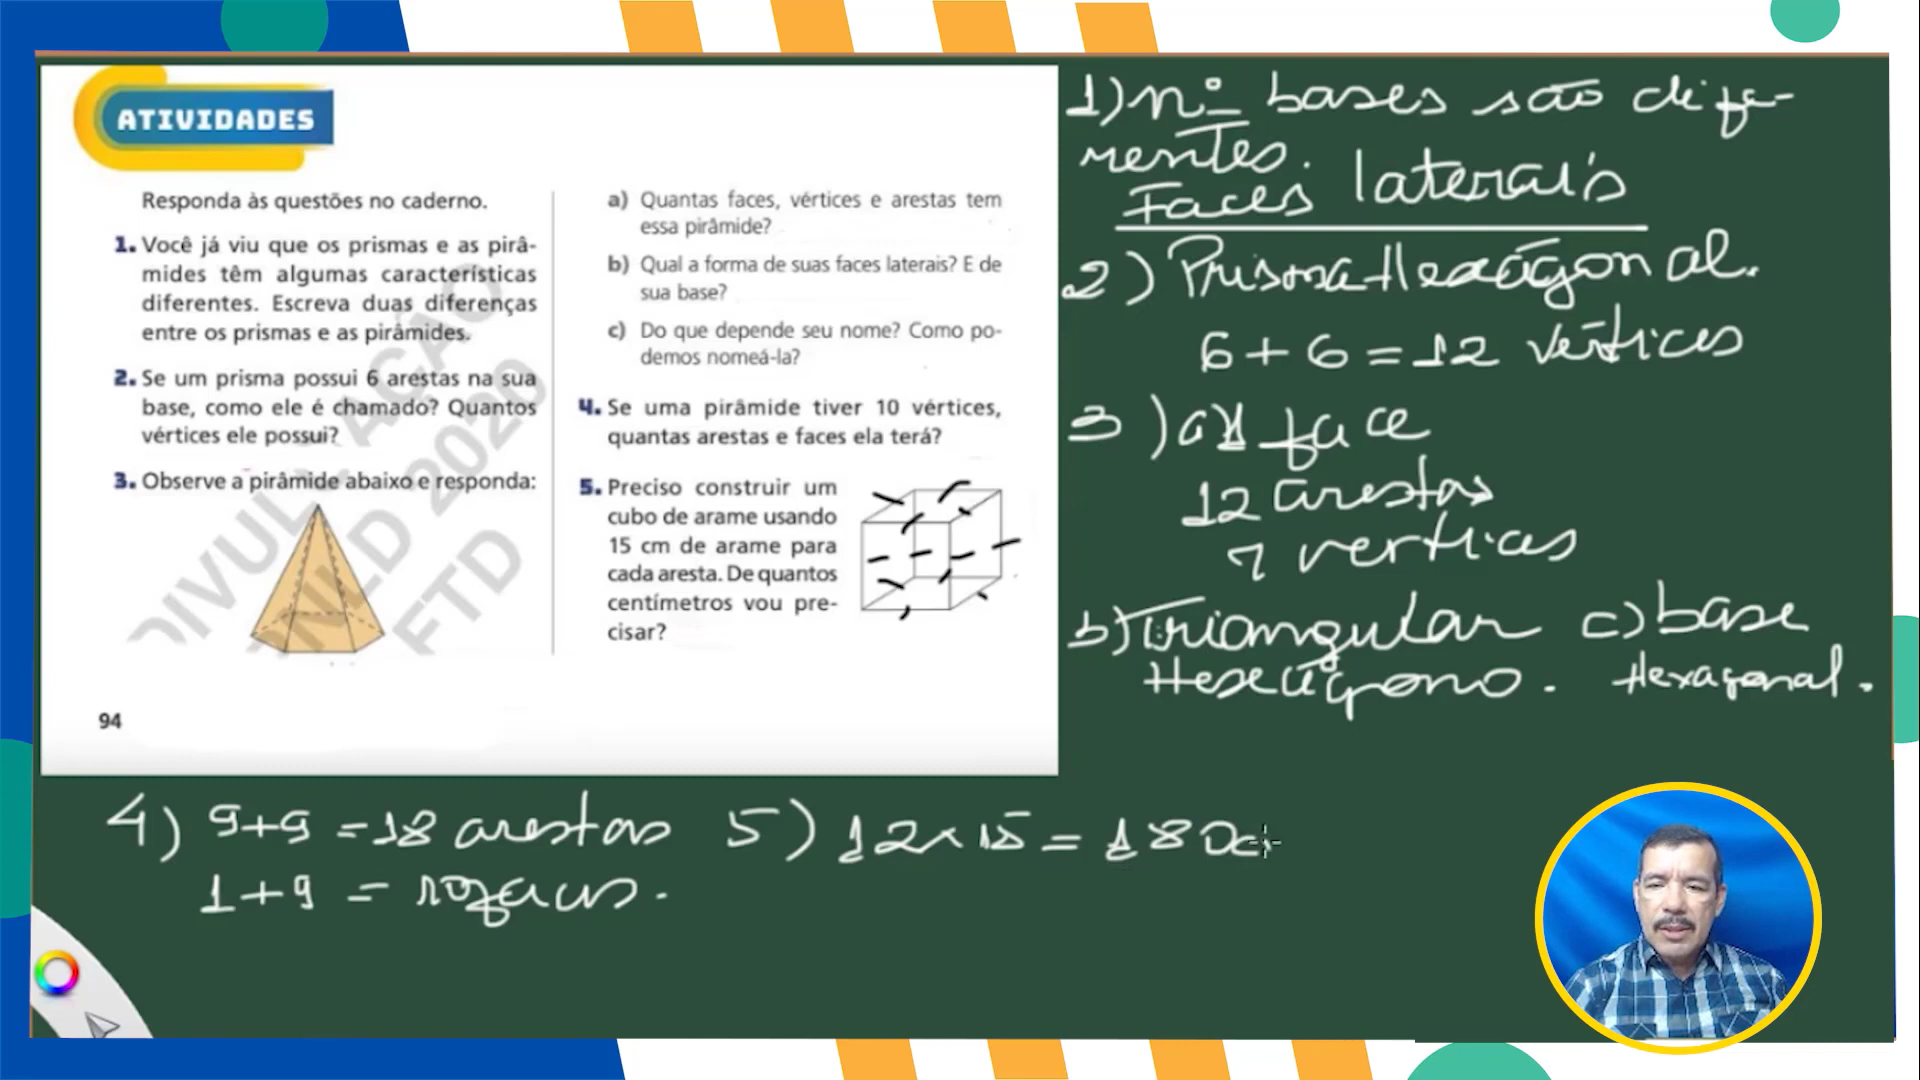 ATIVIDADES
Responda às questões no caderno.
1. Você já viu que os prismas e as pirâ-
mides têm algumas características
diferentes. Escreva duas diferenças
entre os prismas e as pirâmides.
2. Se um prisma possui 6 arestas na sua
base, como ele é chamado? Quantos
vértices ele possui?
3. Observe a pirâmide abaixo e responda:
a) Quantas faces, vértices e arestas tem
essa pirâmide?
b) Qual a forma de suas faces laterais? E de
sua base?
c) Do que depende seu nome? Como po-
demos nomeá-la?
4. Se uma pirâmide tiver 10 vértices,
quantas arestas e faces ela terá?
5. Preciso construir um
cubo de arame usando
15 cm de arame para
cada aresta. De quantos
centímetros vou pre-
cisar?
94
PNLD 2020
FTD
1) nº bases são dife-
rentes.
Faces laterais
2) Prisma Hexagonal.
6 + 6 = 12 vértices
3) a) face
12 arestas
7 vertices
b) Triangular
c) base
Hexagonal.
4) 9+9 = 18 arestas
1+9 = 10 faces.
5) 12 x 15 = 180